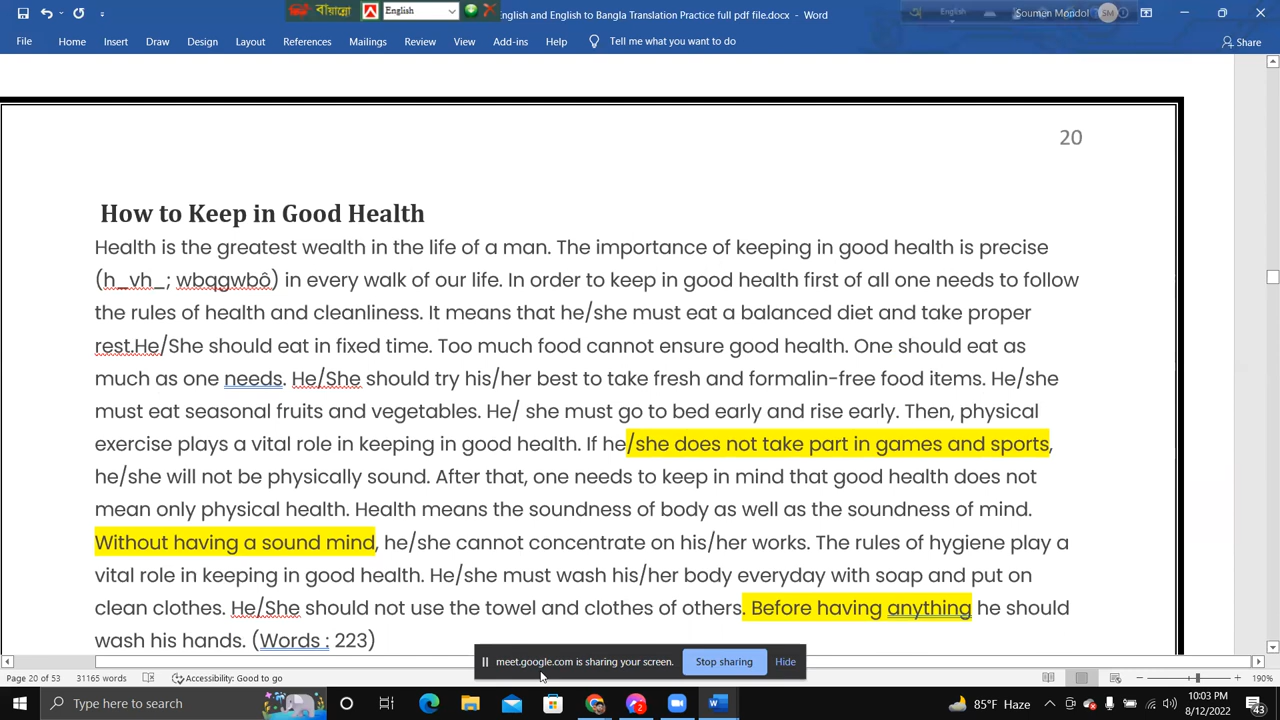 বায়ান্নো English English and English to Bangla Translation Practice full pdf file.docx - Word English Soumen Mondol SM
File Home Insert Draw Design Layout References Mailings Review View Add-ins Help Tell me what you want to do Share
20
How to Keep in Good Health
Health is the greatest wealth in the life of a man. The importance of keeping in good health is precise
(h_vh_; wbqgwbô) in every walk of our life. In order to keep in good health first of all one needs to follow
the rules of health and cleanliness. It means that he/she must eat a balanced diet and take proper
rest.He/She should eat in fixed time. Too much food cannot ensure good health. One should eat as
much as one needs. He/She should try his/her best to take fresh and formalin-free food items. He/she
must eat seasonal fruits and vegetables. He/ she must go to bed early and rise early. Then, physical
exercise plays a vital role in keeping in good health. If he/she does not take part in games and sports,
he/she will not be physically sound. After that, one needs to keep in mind that good health does not
mean only physical health. Health means the soundness of body as well as the soundness of mind.
Without having a sound mind, he/she cannot concentrate on his/her works. The rules of hygiene play a
vital role in keeping in good health. He/she must wash his/her body everyday with soap and put on
clean clothes. He/She should not use the towel and clothes of others. Before having anything he should
wash his hands. (Words : 223)
meet.google.com is sharing your screen. Stop sharing Hide
Page 20 of 53 31165 words Accessibility: Good to go 190%
Type here to search 2 85°F Haze 10:03 PM
8/12/2022 43